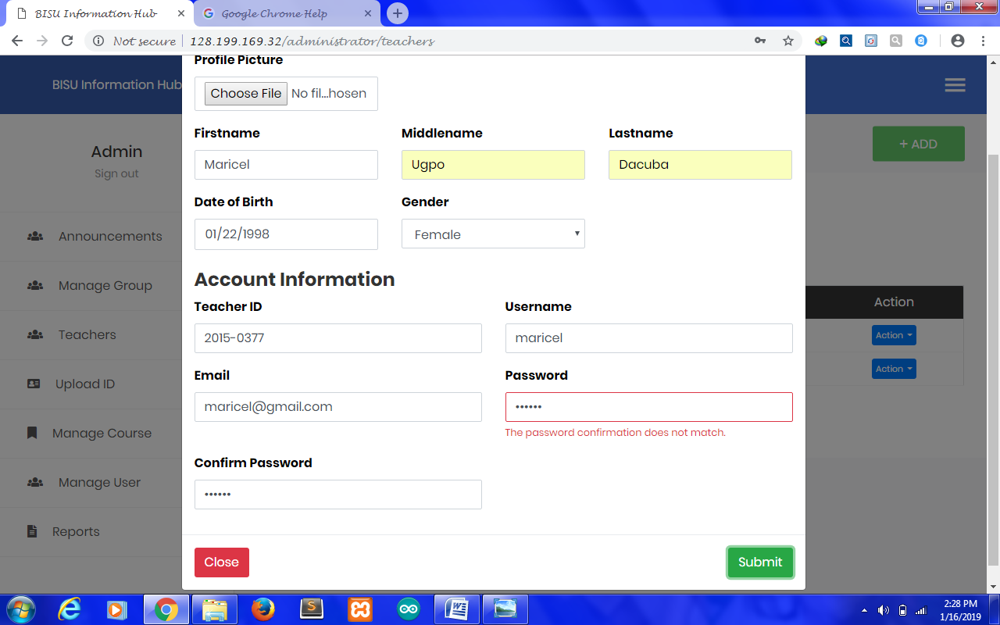 BISU Information Hub
Google Chrome Help
Not secure
128.199.169.32/administrator/teachers
BISU Information Hub
Admin
Sign out
Announcements
Manage Group
Teachers
Upload ID
Manage Course
Manage User
Reports
Profile Picture
Choose File No fil...hosen
Firstname Middlename Lastname
Maricel Ugpo Dacuba
Date of Birth Gender
01/22/1998 Female
Account Information
Teacher ID Username
2015-0377 maricel
Email Password
maricel@gmail.com ••••••
The password confirmation does not match.
Confirm Password
••••••
Close Submit
+ ADD
Action
Action
Action
2:28 PM
1/16/2019